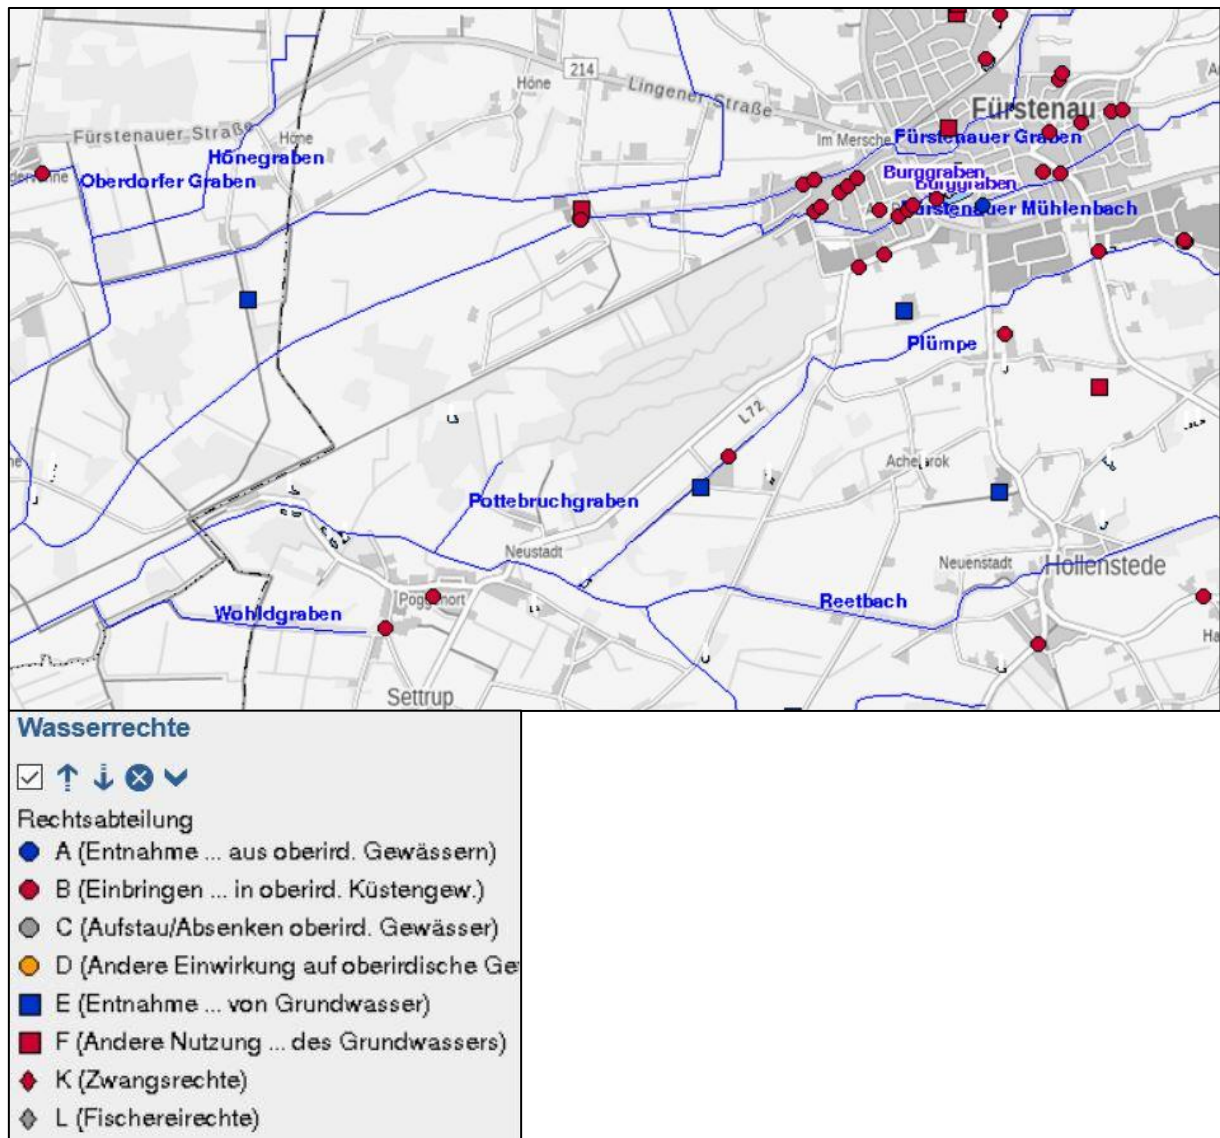 214
Höne
Lingener Straße
Fürstenau
Fürstenauer Straße
Höne
Im Mersche
Fürstenauer Graben
Hönegraben
Oberdorfer Graben
Burggraben
Burggraben
Fürstenauer Mühlenbach
Plümpe
L72
Pottebruchgraben
Neustadt
Neuenstadt
Hollenstede
Wohldgraben
Reetbach
Settrup
Wasserrechte
Rechtsabteilung
A (Entnahme ... aus oberird. Gewässern)
B (Einbringen ... in oberird. Küstengew.)
C (Aufstau/Absenken oberird. Gewässer)
D (Andere Einwirkung auf oberirdische Ge
E (Entnahme ... von Grundwasser)
F (Andere Nutzung ... des Grundwassers)
K (Zwangsrechte)
L (Fischereirechte)